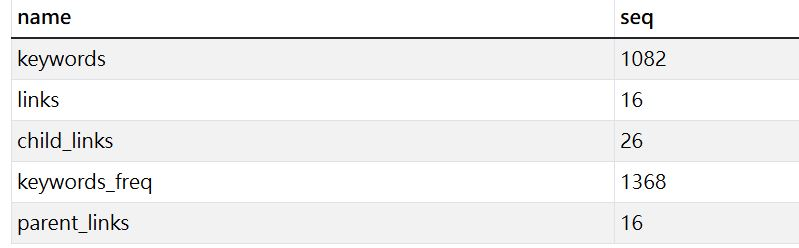 name seq
keywords 1082
links 16
child_links 26
keywords_freq 1368
parent_links 16